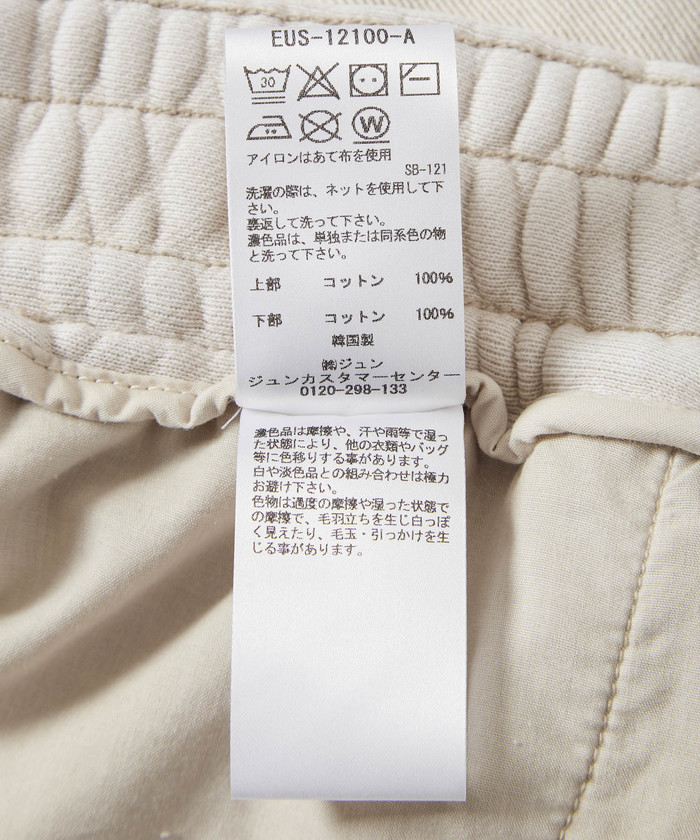 EUS-12100-A
30
W
アイロンはあて布を使用
SB-121
洗濯の際は、ネットを使用して下
さい。
裏返して洗って下さい。
濃色品は、単独または同系色の物
と洗って下さい。
上部 コットン 100%
下部 コットン 100%
韓国製
㈱ジュン
ジュンカスタマーセンター
0120-298-133
濃色品は摩擦や、汗や雨等で湿っ
た状態により、他の衣類やバッグ
等に色移りする事があります。
白や淡色品との組み合わせは極力
お避け下さい。
色物は過度の摩擦や湿った状態で
の摩擦で、毛羽立ちを生じ白っぽ
く見えたり、毛玉・引っかけを生
じる事があります。